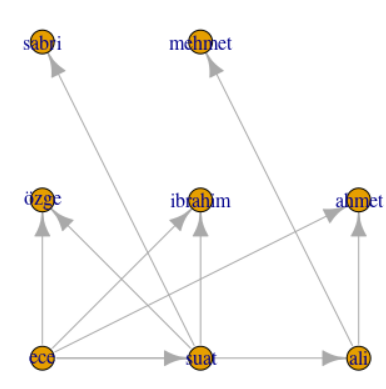 sabri mehmet
özge ibrahim ahmet
ece suat ali